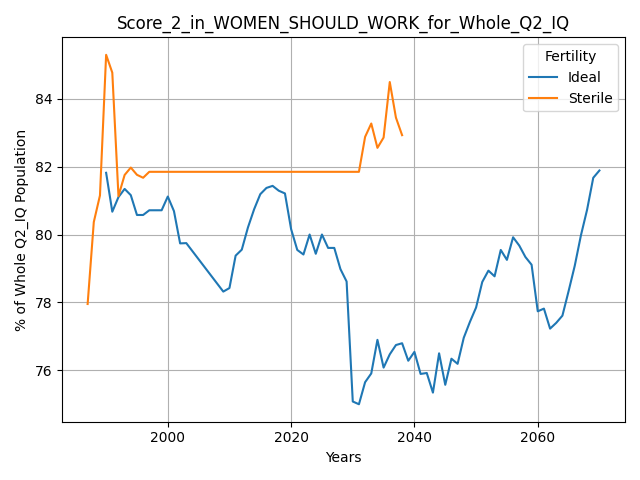 Score_2_in_WOMEN_SHOULD_WORK_for_Whole_Q2_IQ
Fertility
Ideal
Sterile
% of Whole Q2_IQ Population
84
82
80
78
76
2000
2020
2040
2060
Years